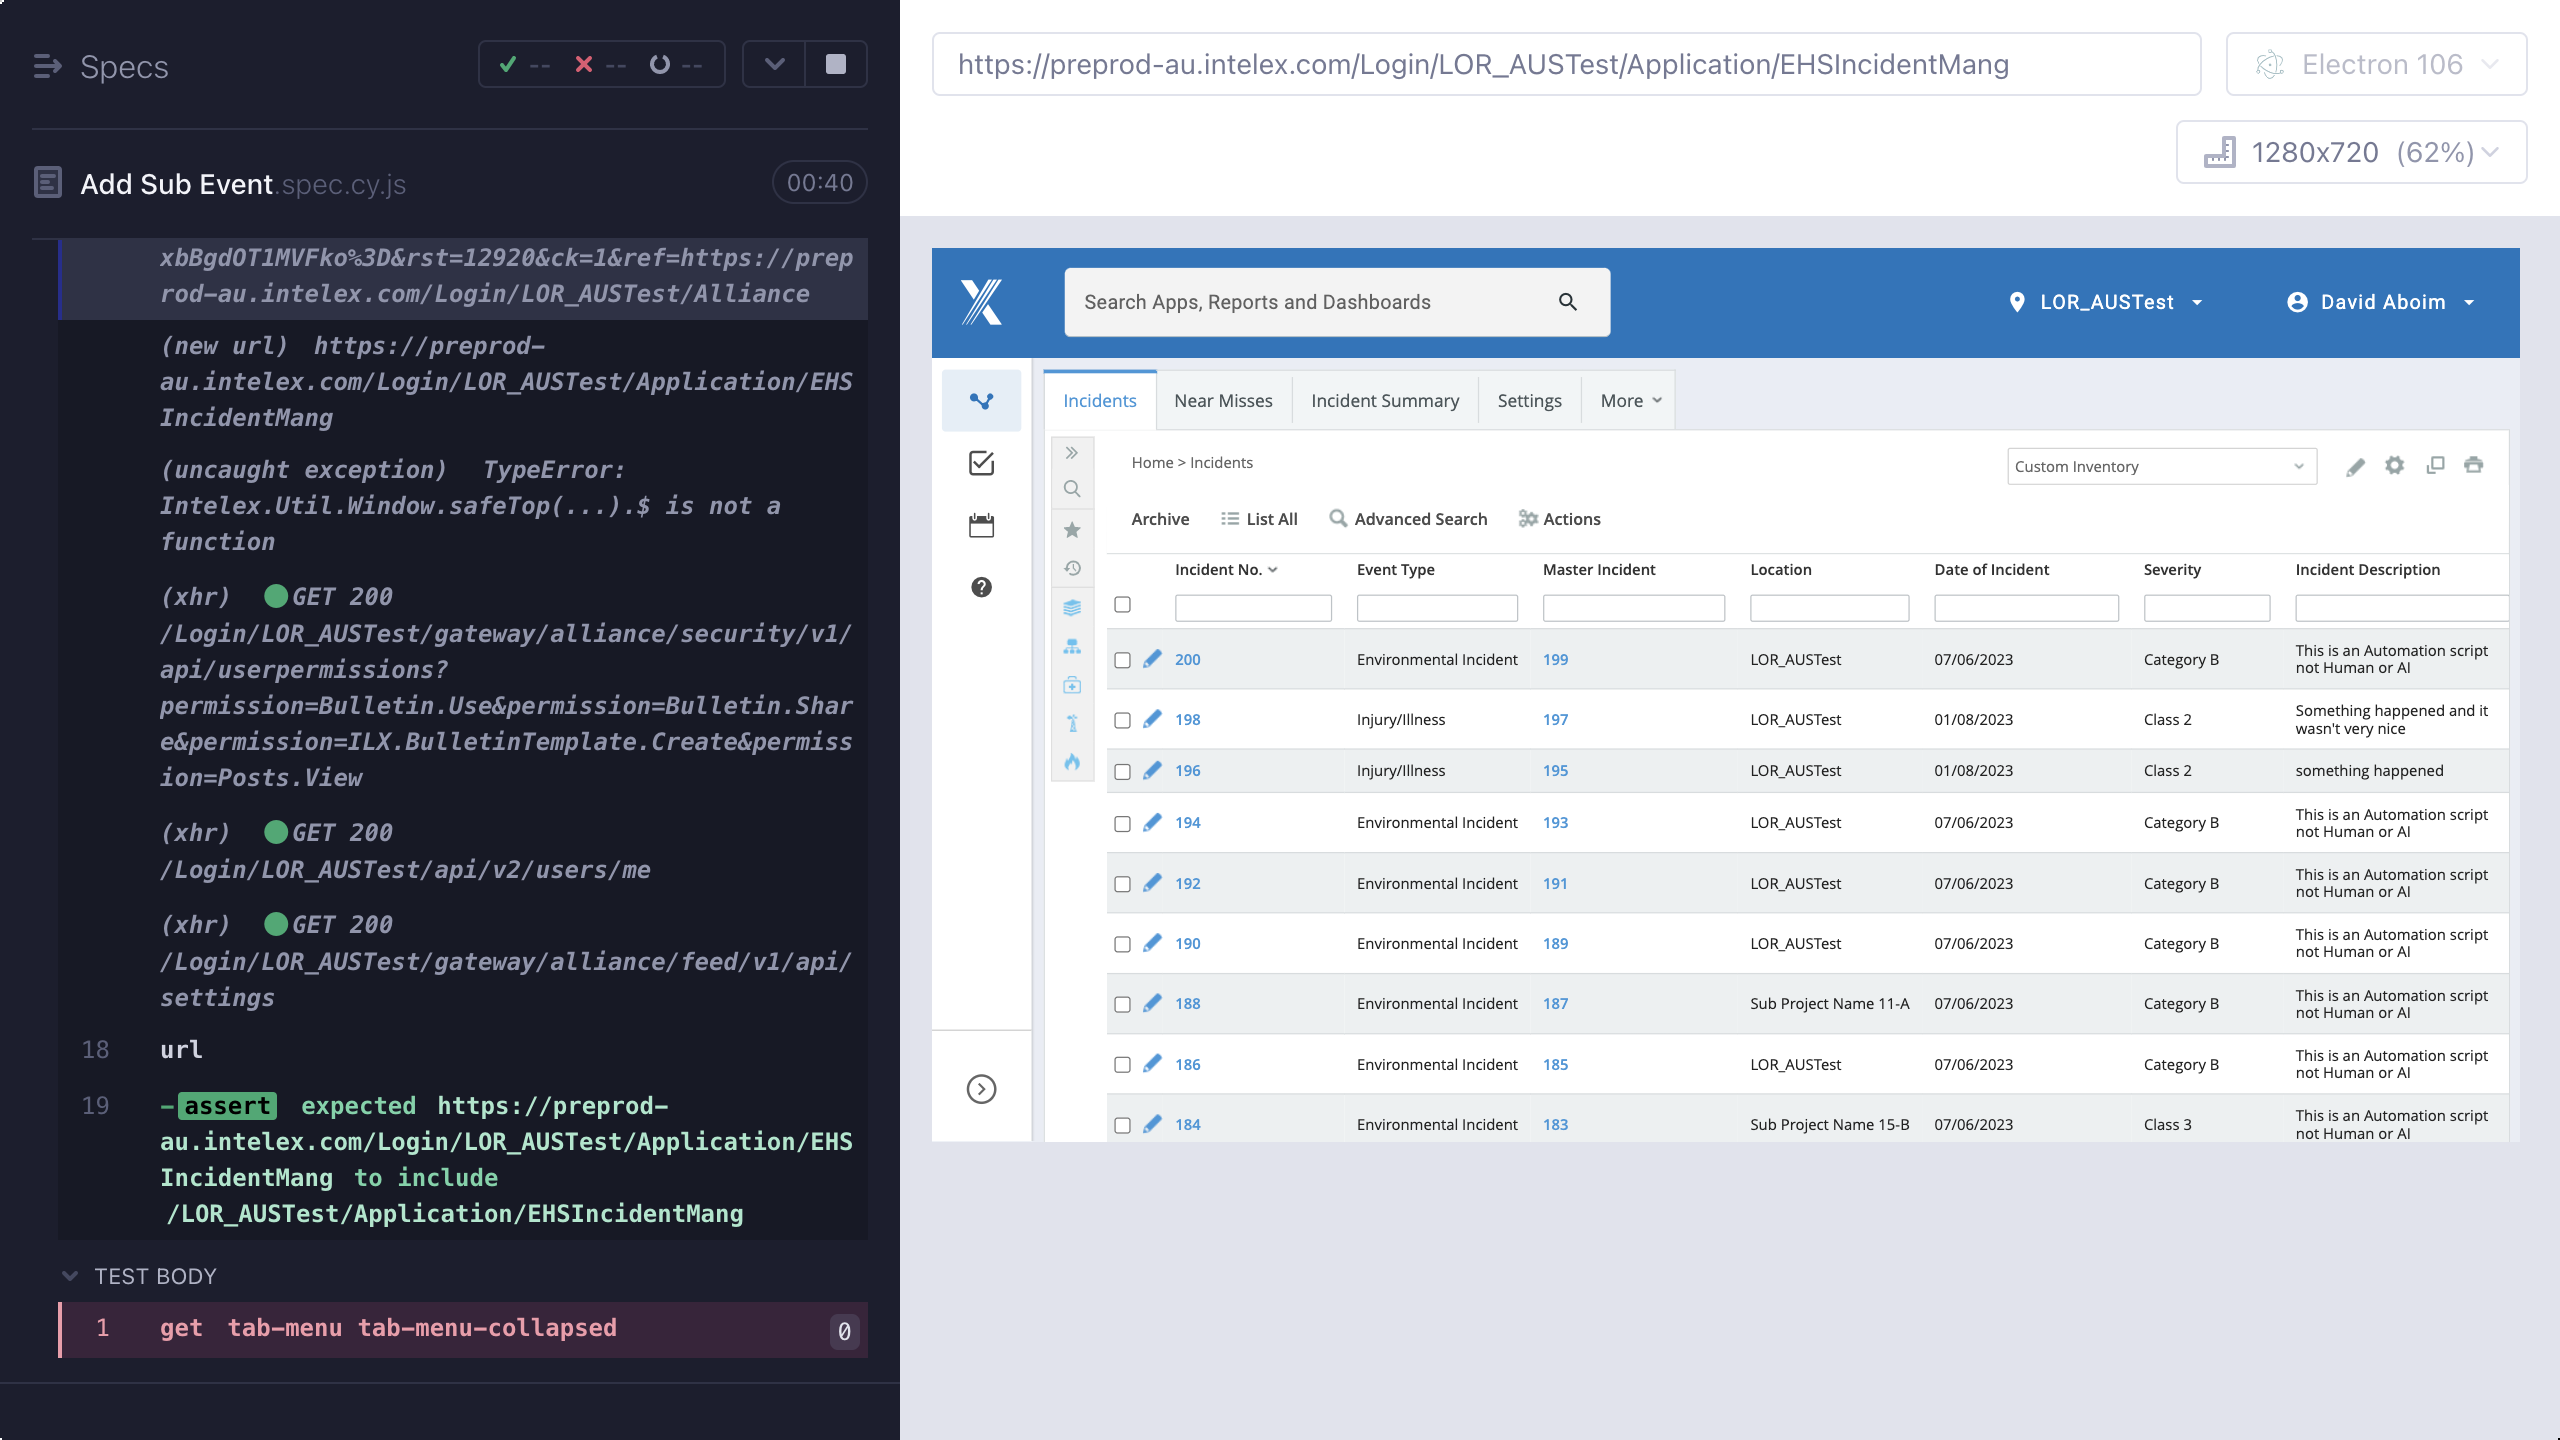 Specs
-- -- --
Add Sub Event.spec.cy.js
00:40
xbBgdOT1MVFko%3D&rst=12920&ck=1&ref=https://prep
rod-au.intelex.com/Login/LOR_AUSTest/Alliance
(new url) https://preprod-
au.intelex.com/Login/LOR_AUSTest/Application/EHS
IncidentMang
(uncaught exception) TypeError:
Intelex.Util.Window.safeTop(...).$ is not a
function
(xhr) GET 200
/Login/LOR_AUSTest/gateway/alliance/security/v1/
api/userpermissions?
permission=Bulletin.Use&permission=Bulletin.Shar
e&permission=ILX.BulletinTemplate.Create&permiss
ion=Posts.View
(xhr) GET 200
/Login/LOR_AUSTest/api/v2/users/me
(xhr) GET 200
/Login/LOR_AUSTest/gateway/alliance/feed/v1/api/
settings
18 url
19 -assert expected https://preprod-
au.intelex.com/Login/LOR_AUSTest/Application/EHS
IncidentMang to include
/LOR_AUSTest/Application/EHSIncidentMang
TEST BODY
1 get tab-menu tab-menu-collapsed 0
https://preprod-au.intelex.com/Login/LOR_AUSTest/Application/EHSIncidentMang
Electron 106
1280x720 (62%)
Search Apps, Reports and Dashboards
LOR_AUSTest
David Aboim
Incidents Near Misses Incident Summary Settings More
Home > Incidents
Custom Inventory
Archive List All Advanced Search Actions
Incident No. Event Type Master Incident Location Date of Incident Severity Incident Description
200 Environmental Incident 199 LOR_AUSTest 07/06/2023 Category B This is an Automation script
not Human or AI
198 Injury/Illness 197 LOR_AUSTest 01/08/2023 Class 2 Something happened and it
wasn't very nice
196 Injury/Illness 195 LOR_AUSTest 01/08/2023 Class 2 something happened
194 Environmental Incident 193 LOR_AUSTest 07/06/2023 Category B This is an Automation script
not Human or AI
192 Environmental Incident 191 LOR_AUSTest 07/06/2023 Category B This is an Automation script
not Human or AI
190 Environmental Incident 189 LOR_AUSTest 07/06/2023 Category B This is an Automation script
not Human or AI
188 Environmental Incident 187 Sub Project Name 11-A 07/06/2023 Category B This is an Automation script
not Human or AI
186 Environmental Incident 185 LOR_AUSTest 07/06/2023 Category B This is an Automation script
not Human or AI
184 Environmental Incident 183 Sub Project Name 15-B 07/06/2023 Class 3 This is an Automation script
not Human or AI